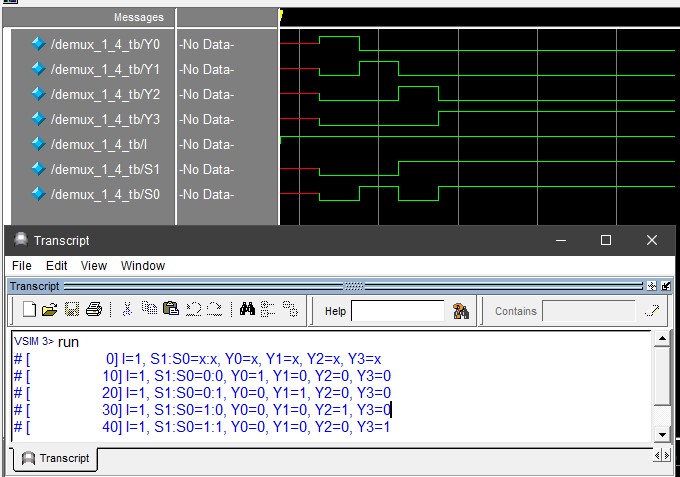 Messages
/demux_1_4_tb/Y0 -No Data-
/demux_1_4_tb/Y1 -No Data-
/demux_1_4_tb/Y2 -No Data-
/demux_1_4_tb/Y3 -No Data-
/demux_1_4_tb/I -No Data-
/demux_1_4_tb/S1 -No Data-
/demux_1_4_tb/S0 -No Data-
Transcript
File Edit View Window
Transcript
Help Contains
VSIM 3> run
# [ 0] I=1, S1:S0=x:x, Y0=x, Y1=x, Y2=x, Y3=x
# [ 10] I=1, S1:S0=0:0, Y0=1, Y1=0, Y2=0, Y3=0
# [ 20] I=1, S1:S0=0:1, Y0=0, Y1=1, Y2=0, Y3=0
# [ 30] I=1, S1:S0=1:0, Y0=0, Y1=0, Y2=1, Y3=0
# [ 40] I=1, S1:S0=1:1, Y0=0, Y1=0, Y2=0, Y3=1
Transcript